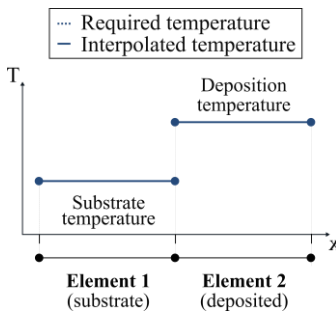 Required temperature
Interpolated temperature
T
Deposition
temperature
Substrate
temperature
χ
Element 1
Element 2
(substrate)
(deposited)